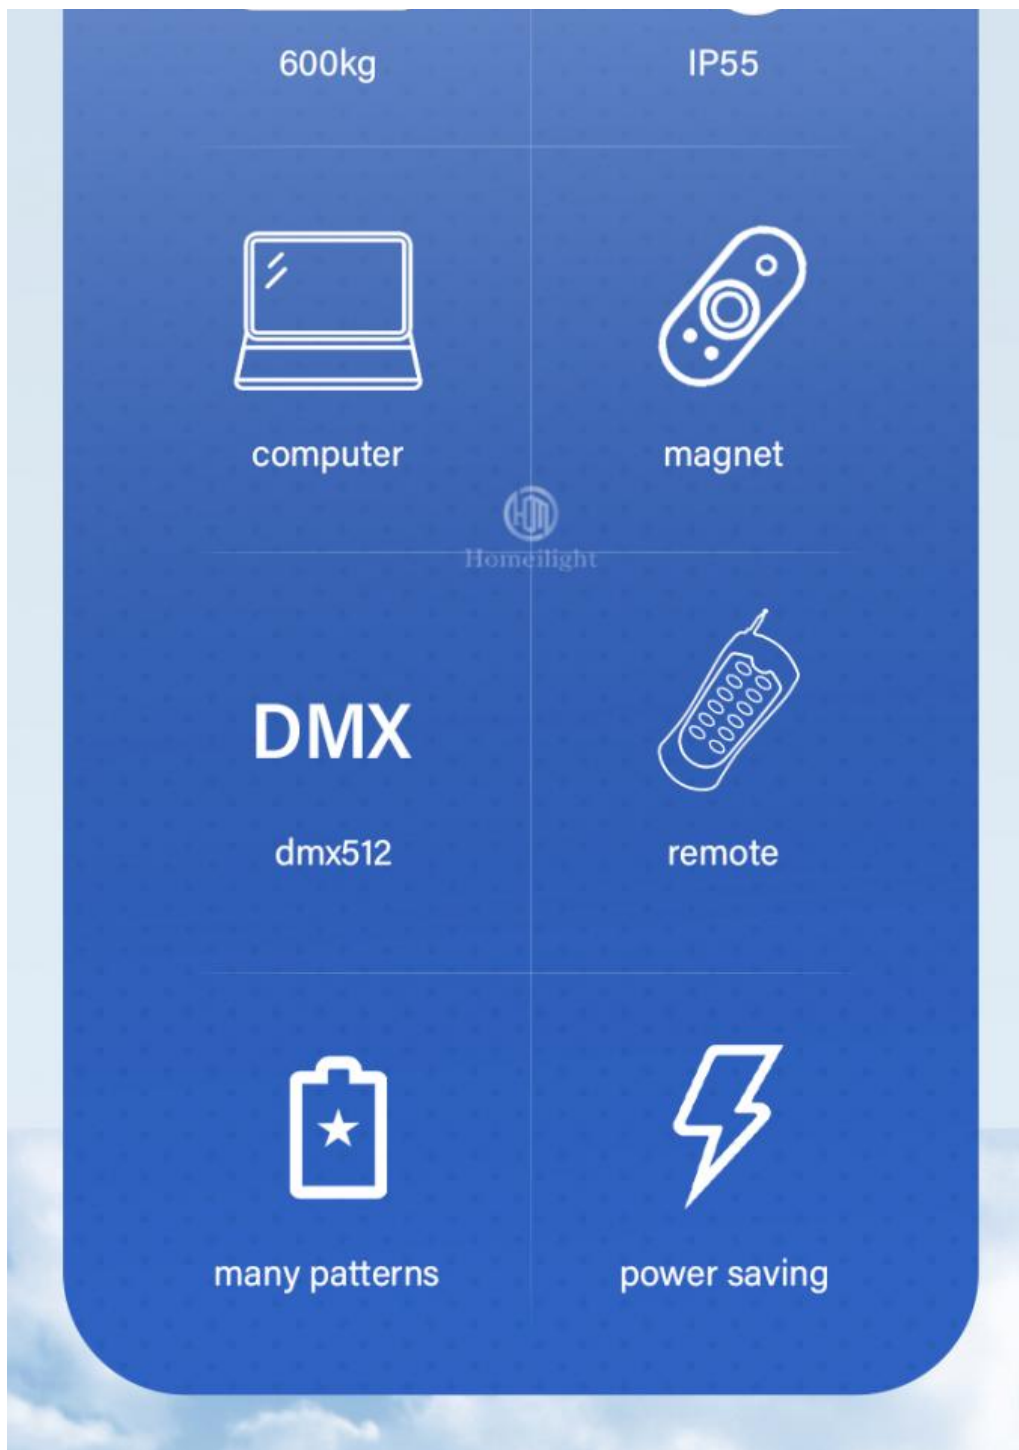 600kg
IP55
computer
magnet
Homeilight
DMX
dmx512
remote
many patterns
power saving